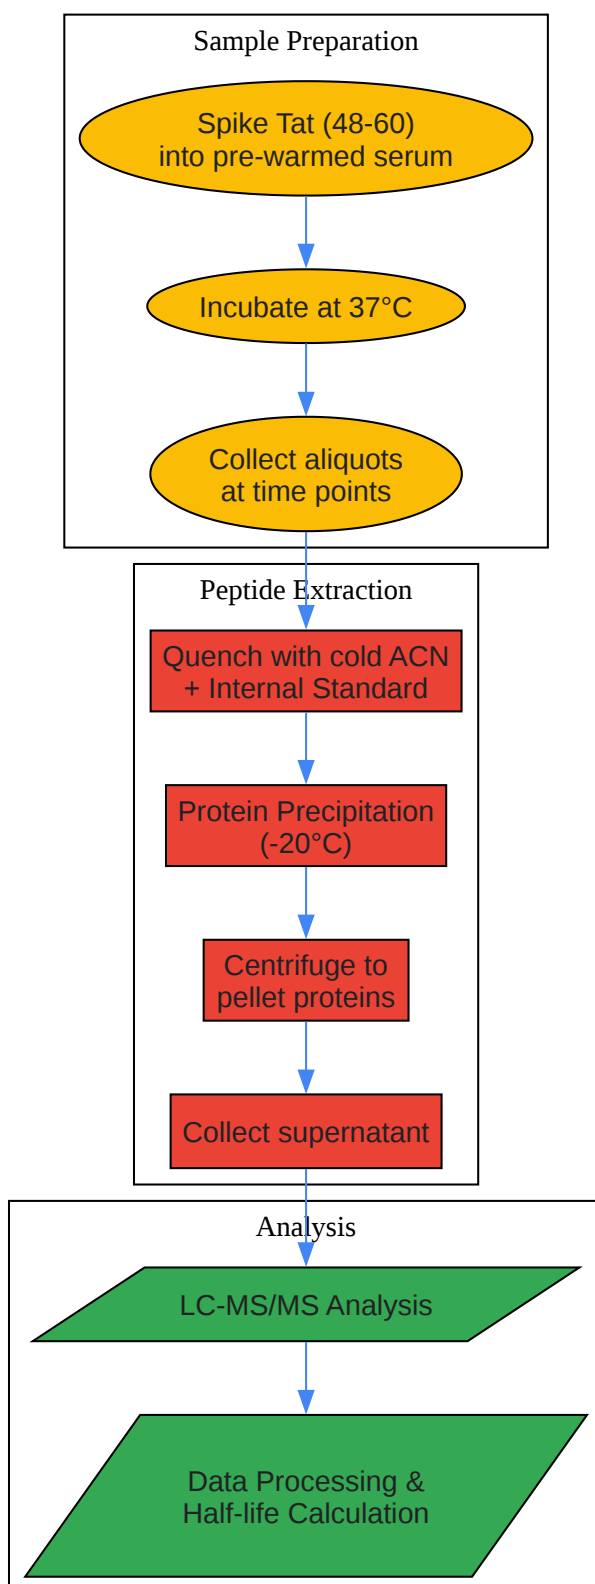 Sample Preparation
Spike Tat (48-60)
into pre-warmed serum
Incubate at 37°C
Collect aliquots
at time points
Peptide Extraction
Quench with cold ACN
+ Internal Standard
Protein Precipitation
(-20°C)
Centrifuge to
pellet proteins
Collect supernatant
Analysis
LC-MS/MS Analysis
Data Processing &
Half-life Calculation